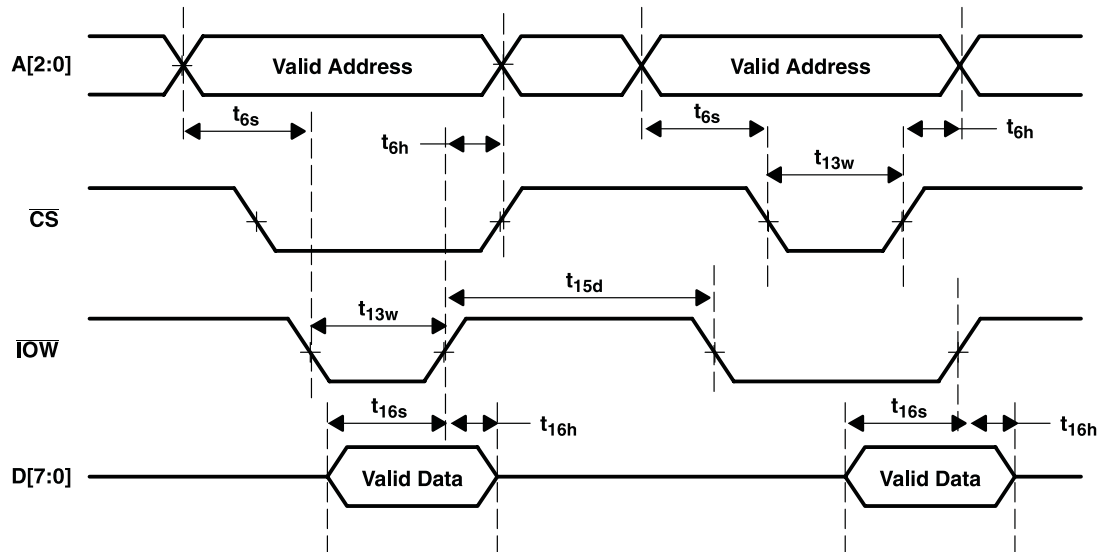 A[2:0]
Valid Address
Valid Address
t6s
t6h
t6s
t6h
t13w
CS
t15d
t13w
IOW
t16s
t16h
t16s
t16h
D[7:0]
Valid Data
Valid Data